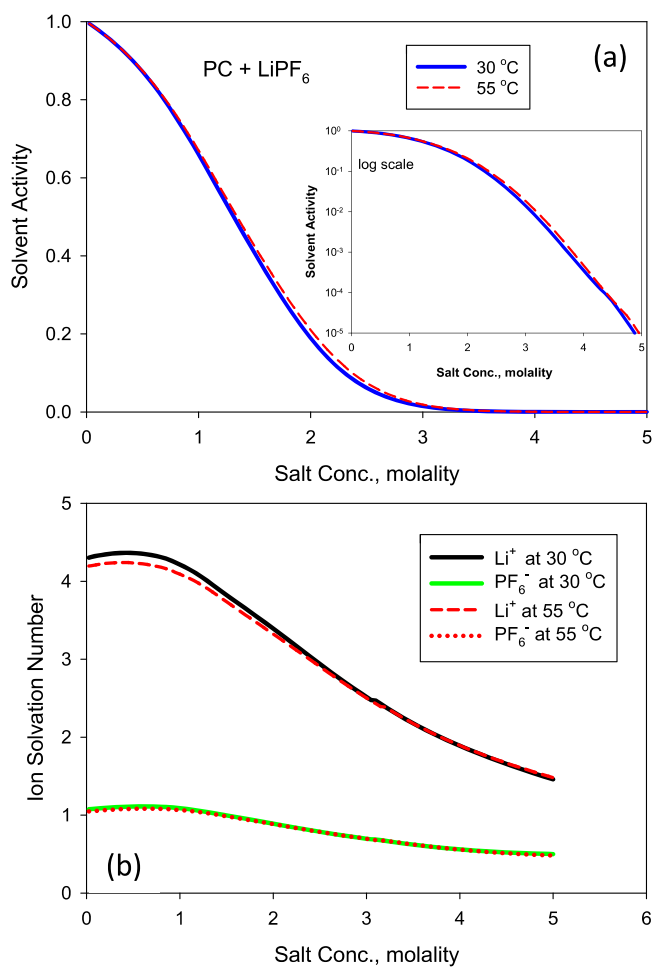 1.0
0.8
0.6
0.4
0.2
0.0
Solvent Activity
PC + LiPF6
30 °C
55 °C
(a)
10⁰
10⁻¹
10⁻²
10⁻³
10⁻⁴
10⁻⁵
Solvent Activity
log scale
0 1 2 3 4 5
Salt Conc., molality
0 1 2 3 4 5
Salt Conc., molality
5
4
3
2
1
0
Ion Solvation Number
Li⁺ at 30 °C
PF6⁻ at 30 °C
Li⁺ at 55 °C
PF6⁻ at 55 °C
(b)
0 1 2 3 4 5 6
Salt Conc., molality